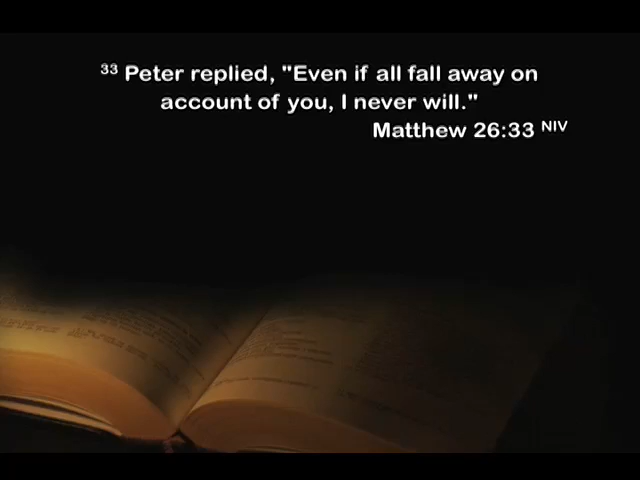 33 Peter replied, "Even if all fall away on
account of you, I never will."
Matthew 26:33 NIV